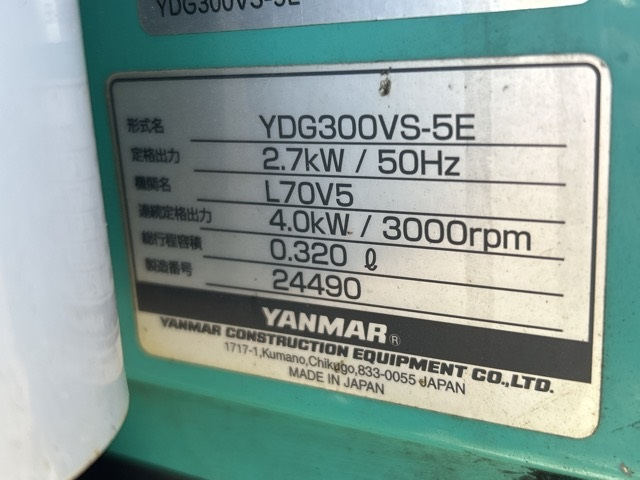 YDG300VS-5E
形式名 YDG300VS-5E
定格出力 2.7kW / 50Hz
機関名 L70V5
連続定格出力 4.0kW / 3000rpm
総行程容積 0.320 ℓ
製造番号 24490
YANMAR®
YANMAR CONSTRUCTION EQUIPMENT CO.,LTD.
1717-1,Kumano,Chikugo,833-0055 JAPAN
MADE IN JAPAN